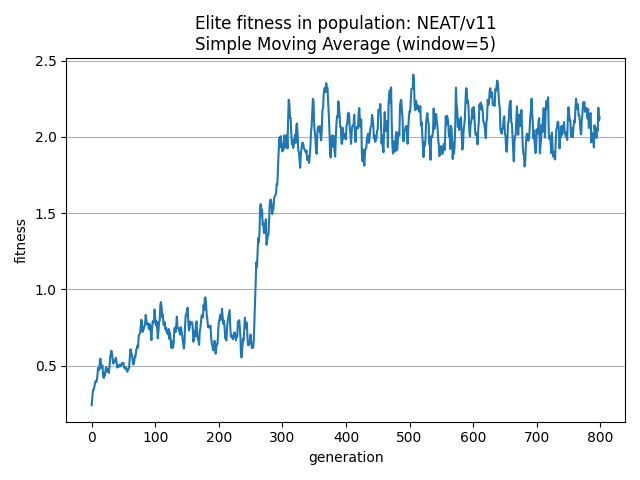 Elite fitness in population: NEAT/v11
Simple Moving Average (window=5)
2.5
2.0
1.5
1.0
0.5
fitness
0 100 200 300 400 500 600 700 800
generation